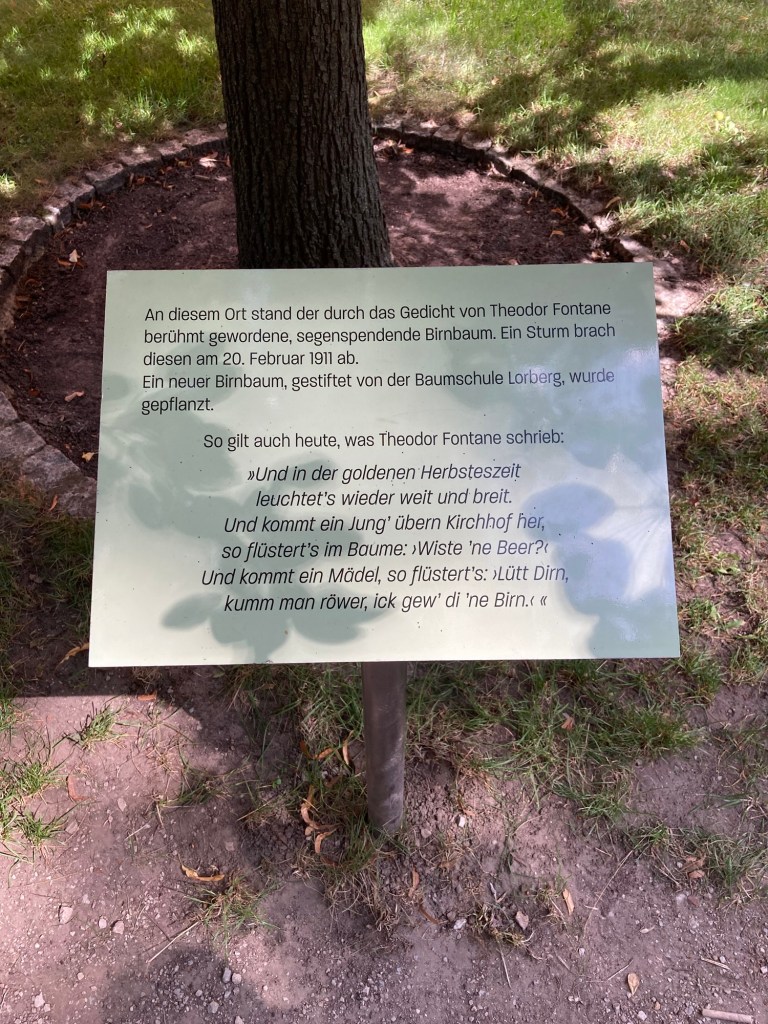 An diesem Ort stand der durch das Gedicht von Theodor Fontane
berühmt gewordene, segenspendende Birnbaum. Ein Sturm brach
diesen am 20. Februar 1911 ab.
Ein neuer Birnbaum, gestiftet von der Baumschule Lorberg, wurde
gepflanzt.
So gilt auch heute, was Theodor Fontane schrieb:
»Und in der goldenen Herbsteszeit
leuchtet's wieder weit und breit.
Und kommt ein Jung' übern Kirchhof her,
so flüstert's im Baume: ›Wiste 'ne Beer?‹
Und kommt ein Mädel, so flüstert's: ›Lütt Dirn,
kumm man röwer, ick gew' di 'ne Birn.‹ «